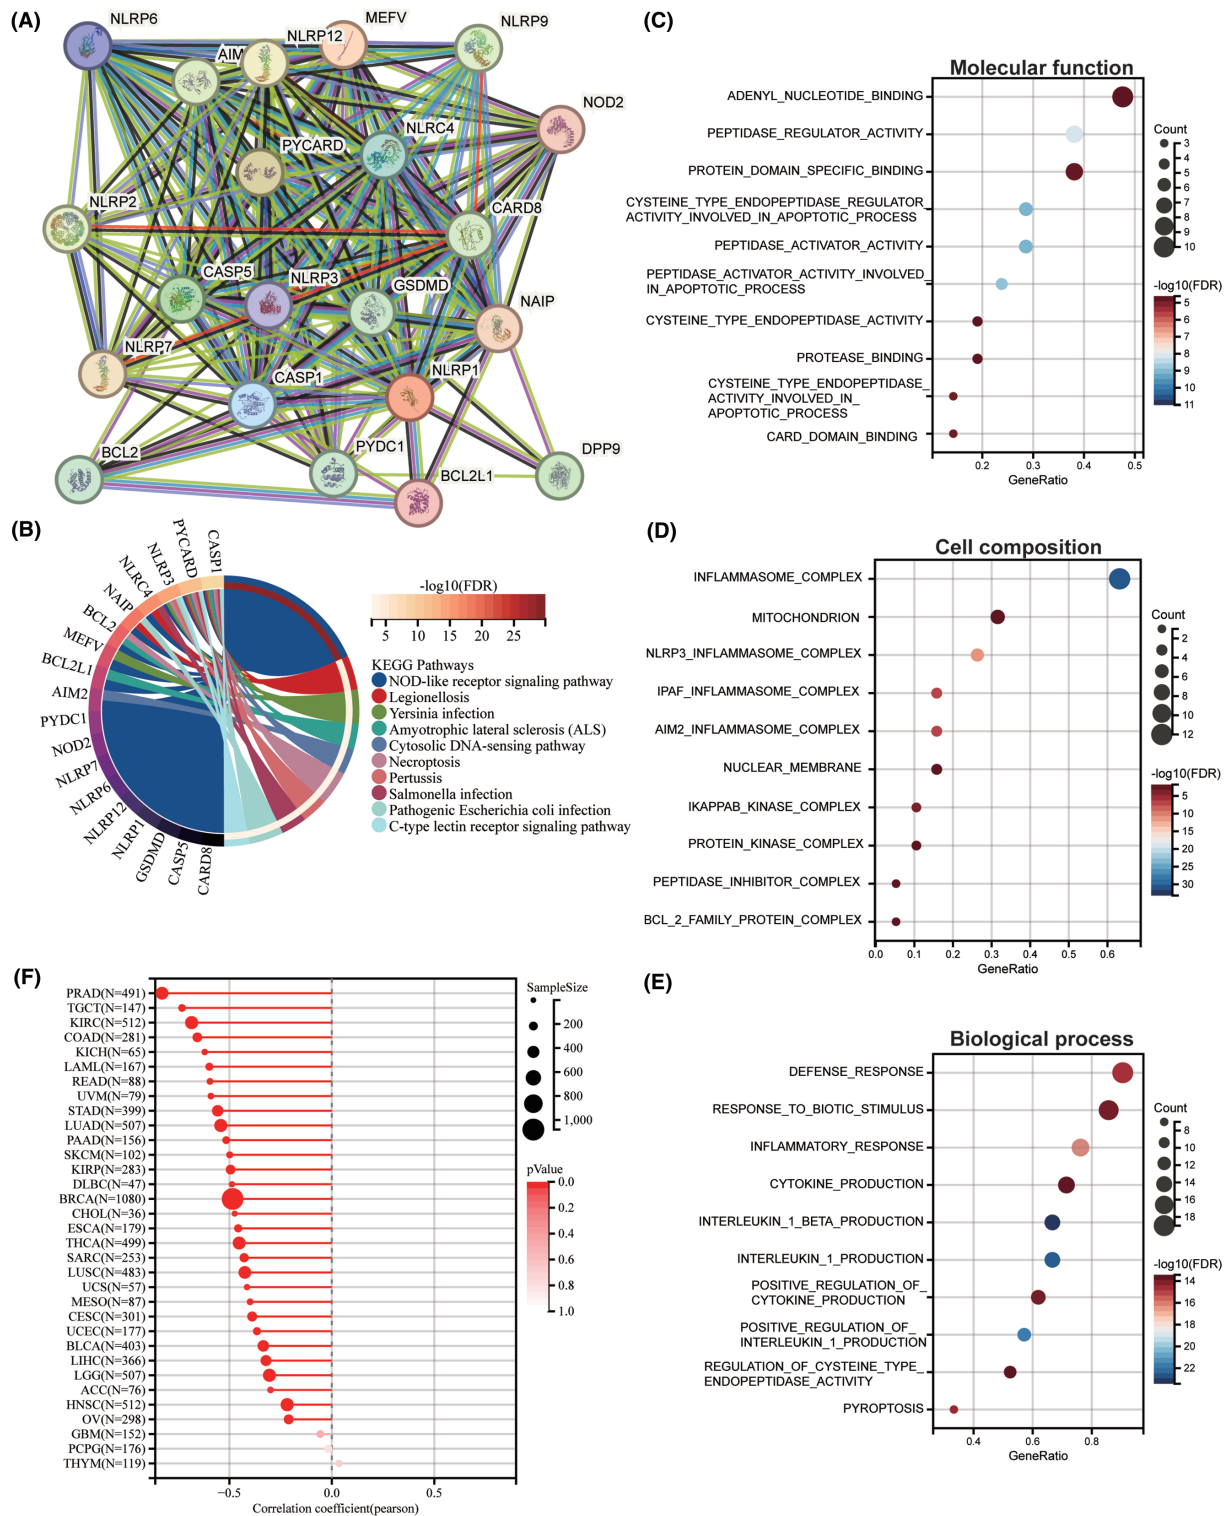 (A)
NLRP6
MEFV
NLRP9
NLRP12
AIM
NOD2
NLRC4
PYCARD
NLRP2
CARD8
CASP5
NLRP3
GSDMD
NAIP
NLRP7
CASP1
NLRP1
BCL2
PYDC1
BCL2L1
DPP9
(B)
CASP1
PYCARD
NLRP3
NLRC4
NAIP
BCL2
MEFV
BCL2L1
AIM2
PYDC1
NOD2
NLRP7
NLRP6
NLRP12
NLRP1
GSDMD
CASP5
CARD8
-log10(FDR)
5 10 15 20 25
KEGG Pathways
NOD-like receptor signaling pathway
Legionellosis
Yersinia infection
Amyotrophic lateral sclerosis (ALS)
Cytosolic DNA-sensing pathway
Necroptosis
Pertussis
Salmonella infection
Pathogenic Escherichia coli infection
C-type lectin receptor signaling pathway
(C)
Molecular function
ADENYL_NUCLEOTIDE_BINDING
PEPTIDASE_REGULATOR_ACTIVITY
PROTEIN_DOMAIN_SPECIFIC_BINDING
CYSTEINE_TYPE_ENDOPEPTIDASE_REGULATOR_
ACTIVITY_INVOLVED_IN_APOPTOTIC_PROCESS
PEPTIDASE_ACTIVATOR_ACTIVITY
PEPTIDASE_ACTIVATOR_ACTIVITY_INVOLVED_
IN_APOPTOTIC_PROCESS
CYSTEINE_TYPE_ENDOPEPTIDASE_ACTIVITY
PROTEASE_BINDING
CYSTEINE_TYPE_ENDOPEPTIDASE_
ACTIVITY_INVOLVED_IN_
APOPTOTIC_PROCESS
CARD_DOMAIN_BINDING
0.2 0.3 0.4 0.5
GeneRatio
Count
3
4
5
6
7
8
9
10
-log10(FDR)
5
6
7
8
9
10
11
(D)
Cell composition
INFLAMMASOME_COMPLEX
MITOCHONDRION
NLRP3_INFLAMMASOME_COMPLEX
IPAF_INFLAMMASOME_COMPLEX
AIM2_INFLAMMASOME_COMPLEX
NUCLEAR_MEMBRANE
IKAPPAB_KINASE_COMPLEX
PROTEIN_KINASE_COMPLEX
PEPTIDASE_INHIBITOR_COMPLEX
BCL_2_FAMILY_PROTEIN_COMPLEX
0.0 0.1 0.2 0.3 0.4 0.5 0.6
GeneRatio
Count
2
4
6
8
10
12
-log10(FDR)
5
10
15
20
25
30
(E)
Biological process
DEFENSE_RESPONSE
RESPONSE_TO_BIOTIC_STIMULUS
INFLAMMATORY_RESPONSE
CYTOKINE_PRODUCTION
INTERLEUKIN_1_BETA_PRODUCTION
INTERLEUKIN_1_PRODUCTION
POSITIVE_REGULATION_OF_
CYTOKINE_PRODUCTION
POSITIVE_REGULATION_OF_
INTERLEUKIN_1_PRODUCTION
REGULATION_OF_CYSTEINE_TYPE_
ENDOPEPTIDASE_ACTIVITY
PYROPTOSIS
0.4 0.6 0.8
GeneRatio
Count
8
10
12
14
16
18
-log10(FDR)
14
16
18
20
22
(F)
PRAD(N=491)
TGCT(N=147)
KIRC(N=512)
COAD(N=281)
KICH(N=65)
LAML(N=167)
READ(N=88)
UVM(N=79)
STAD(N=399)
LUAD(N=507)
PAAD(N=156)
SKCM(N=102)
KIRP(N=283)
DLBC(N=47)
BRCA(N=1080)
CHOL(N=36)
ESCA(N=179)
THCA(N=499)
SARC(N=253)
LUSC(N=483)
UCS(N=57)
MESO(N=87)
CESC(N=301)
UCEC(N=177)
BLCA(N=403)
LIHC(N=366)
LGG(N=507)
ACC(N=76)
HNSC(N=512)
OV(N=298)
GBM(N=152)
PCPG(N=176)
THYM(N=119)
−0.5 0.0 0.5
Correlation coefficient(pearson)
SampleSize
200
400
600
800
1,000
pValue
0.0
0.2
0.4
0.6
0.8
1.0